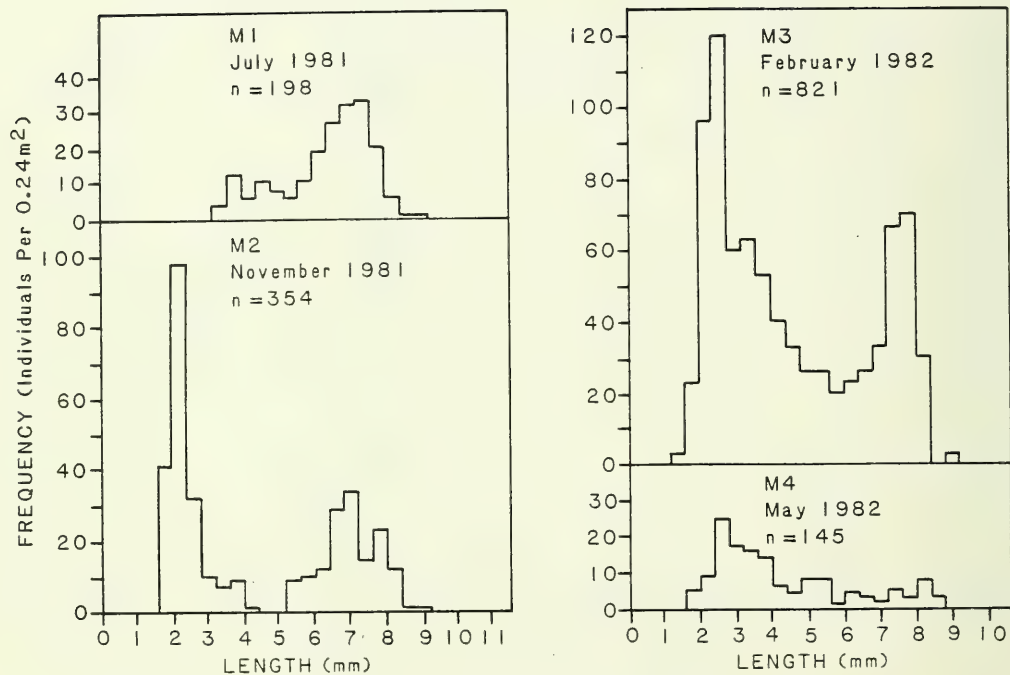 FREQUENCY (Individuals Per 0.24m²)
M1
July 1981
n=198
40
30
20
10
0
M2
November 1981
n=354
100
80
60
40
20
0
0 1 2 3 4 5 6 7 8 9 10 11
LENGTH (mm)
M3
February 1982
n=821
120
100
80
60
40
20
0
M4
May 1982
n=145
30
20
10
0
0 1 2 3 4 5 6 7 8 9 10
LENGTH (mm)